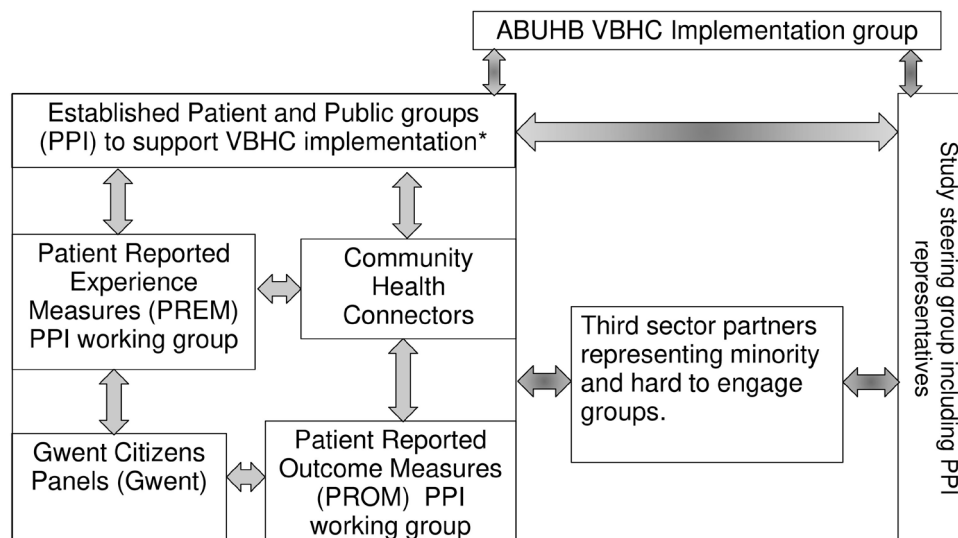 ABUHB VBHC Implementation group
Established Patient and Public groups
(PPI) to support VBHC implementation*
Patient Reported
Experience
Measures (PREM)
PPI working group
Community
Health
Connectors
Third sector partners
representing minority
and hard to engage
groups.
Gwent Citizens
Panels (Gwent)
Patient Reported
Outcome Measures
(PROM) PPI
working group
Study steering group including PPI
representatives